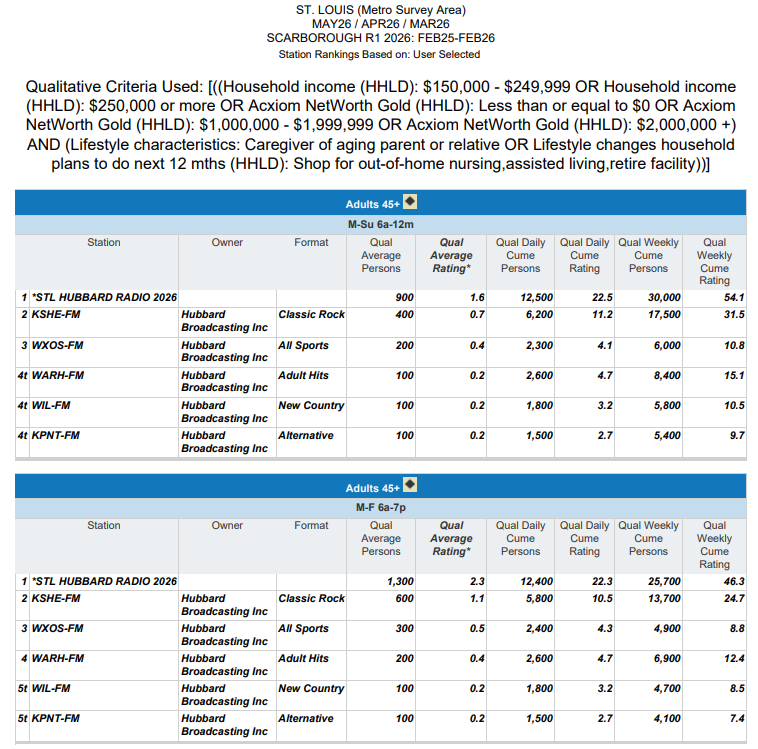 ST. LOUIS (Metro Survey Area)
MAY26 / APR26 / MAR26
SCARBOROUGH R1 2026: FEB25-FEB26
Station Rankings Based on: User Selected
Qualitative Criteria Used: [((Household income (HHLD): $150,000 - $249,999 OR Household income
(HHLD): $250,000 or more OR Acxiom NetWorth Gold (HHLD): Less than or equal to $0 OR Acxiom
NetWorth Gold (HHLD): $1,000,000 - $1,999,999 OR Acxiom NetWorth Gold (HHLD): $2,000,000 +)
AND (Lifestyle characteristics: Caregiver of aging parent or relative OR Lifestyle changes household
plans to do next 12 mths (HHLD): Shop for out-of-home nursing,assisted living,retire facility))]
Adults 45+
M-Su 6a-12m
Station Owner Format Qual Average Persons Qual Average Rating* Qual Daily Cume Persons Qual Daily Cume Rating Qual Weekly Cume Persons Qual Weekly Cume Rating
1 *STL HUBBARD RADIO 2026 900 1.6 12,500 22.5 30,000 54.1
2 KSHE-FM Hubbard Broadcasting Inc Classic Rock 400 0.7 6,200 11.2 17,500 31.5
3 WXOS-FM Hubbard Broadcasting Inc All Sports 200 0.4 2,300 4.1 6,000 10.8
4t WARH-FM Hubbard Broadcasting Inc Adult Hits 100 0.2 2,600 4.7 8,400 15.1
4t WIL-FM Hubbard Broadcasting Inc New Country 100 0.2 1,800 3.2 5,800 10.5
4t KPNT-FM Hubbard Broadcasting Inc Alternative 100 0.2 1,500 2.7 5,400 9.7
Adults 45+
M-F 6a-7p
Station Owner Format Qual Average Persons Qual Average Rating* Qual Daily Cume Persons Qual Daily Cume Rating Qual Weekly Cume Persons Qual Weekly Cume Rating
1 *STL HUBBARD RADIO 2026 1,300 2.3 12,400 22.3 25,700 46.3
2 KSHE-FM Hubbard Broadcasting Inc Classic Rock 600 1.1 5,800 10.5 13,700 24.7
3 WXOS-FM Hubbard Broadcasting Inc All Sports 300 0.5 2,400 4.3 4,900 8.8
4 WARH-FM Hubbard Broadcasting Inc Adult Hits 200 0.4 2,600 4.7 6,900 12.4
5t WIL-FM Hubbard Broadcasting Inc New Country 100 0.2 1,800 3.2 4,700 8.5
5t KPNT-FM Hubbard Broadcasting Inc Alternative 100 0.2 1,500 2.7 4,100 7.4